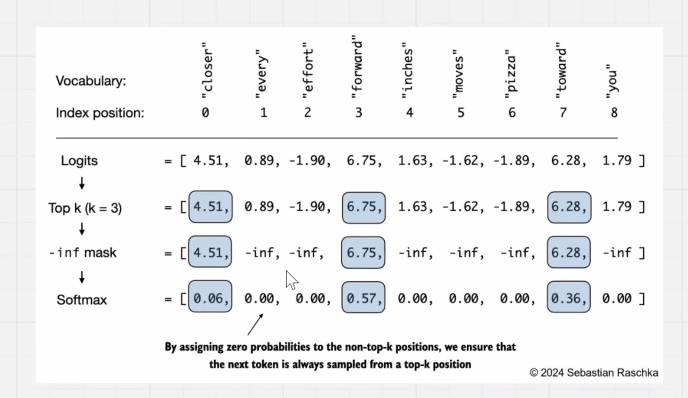 Vocabulary: "closer" "every" "effort" "forward" "inches" "moves" "pizza" "toward" "you"
Index position: 0 1 2 3 4 5 6 7 8
Logits = [ 4.51, 0.89, -1.90, 6.75, 1.63, -1.62, -1.89, 6.28, 1.79 ]
Top k (k = 3) = [ 4.51, 0.89, -1.90, 6.75, 1.63, -1.62, -1.89, 6.28, 1.79 ]
-inf mask = [ 4.51, -inf, -inf, 6.75, -inf, -inf, -inf, 6.28, -inf ]
Softmax = [ 0.06, 0.00, 0.00, 0.57, 0.00, 0.00, 0.00, 0.36, 0.00 ]
By assigning zero probabilities to the non-top-k positions, we ensure that
the next token is always sampled from a top-k position
© 2024 Sebastian Raschka